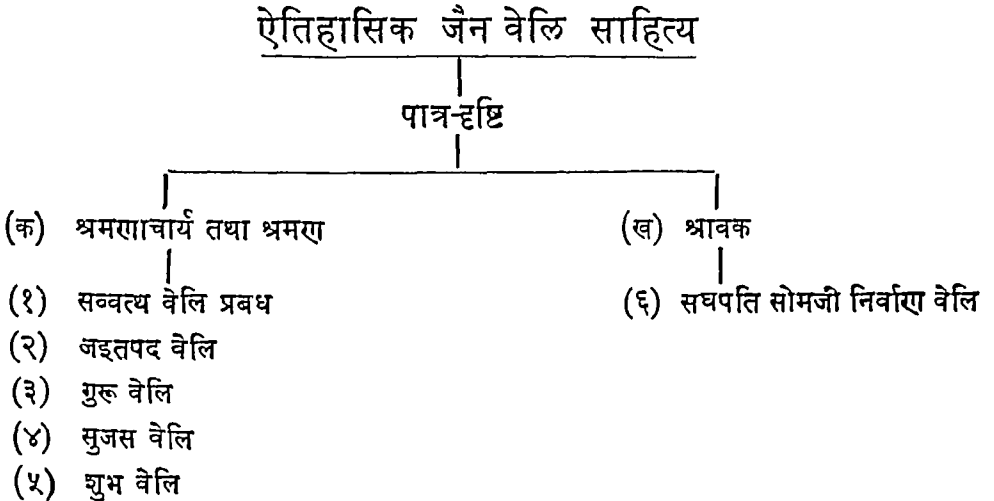 ऐतिहासिक जैन वेलि साहित्य
पात्र-दृष्टि
(क) श्रमणाचार्य तथा श्रमण
(ख) श्रावक
(१) सव्वत्थ वेलि प्रबध
(६) सघपति सोमजी निर्वाण वेलि
(२) जइतपद वेलि
(३) गुरू वेलि
(४) सुजस वेलि
(५) शुभ वेलि